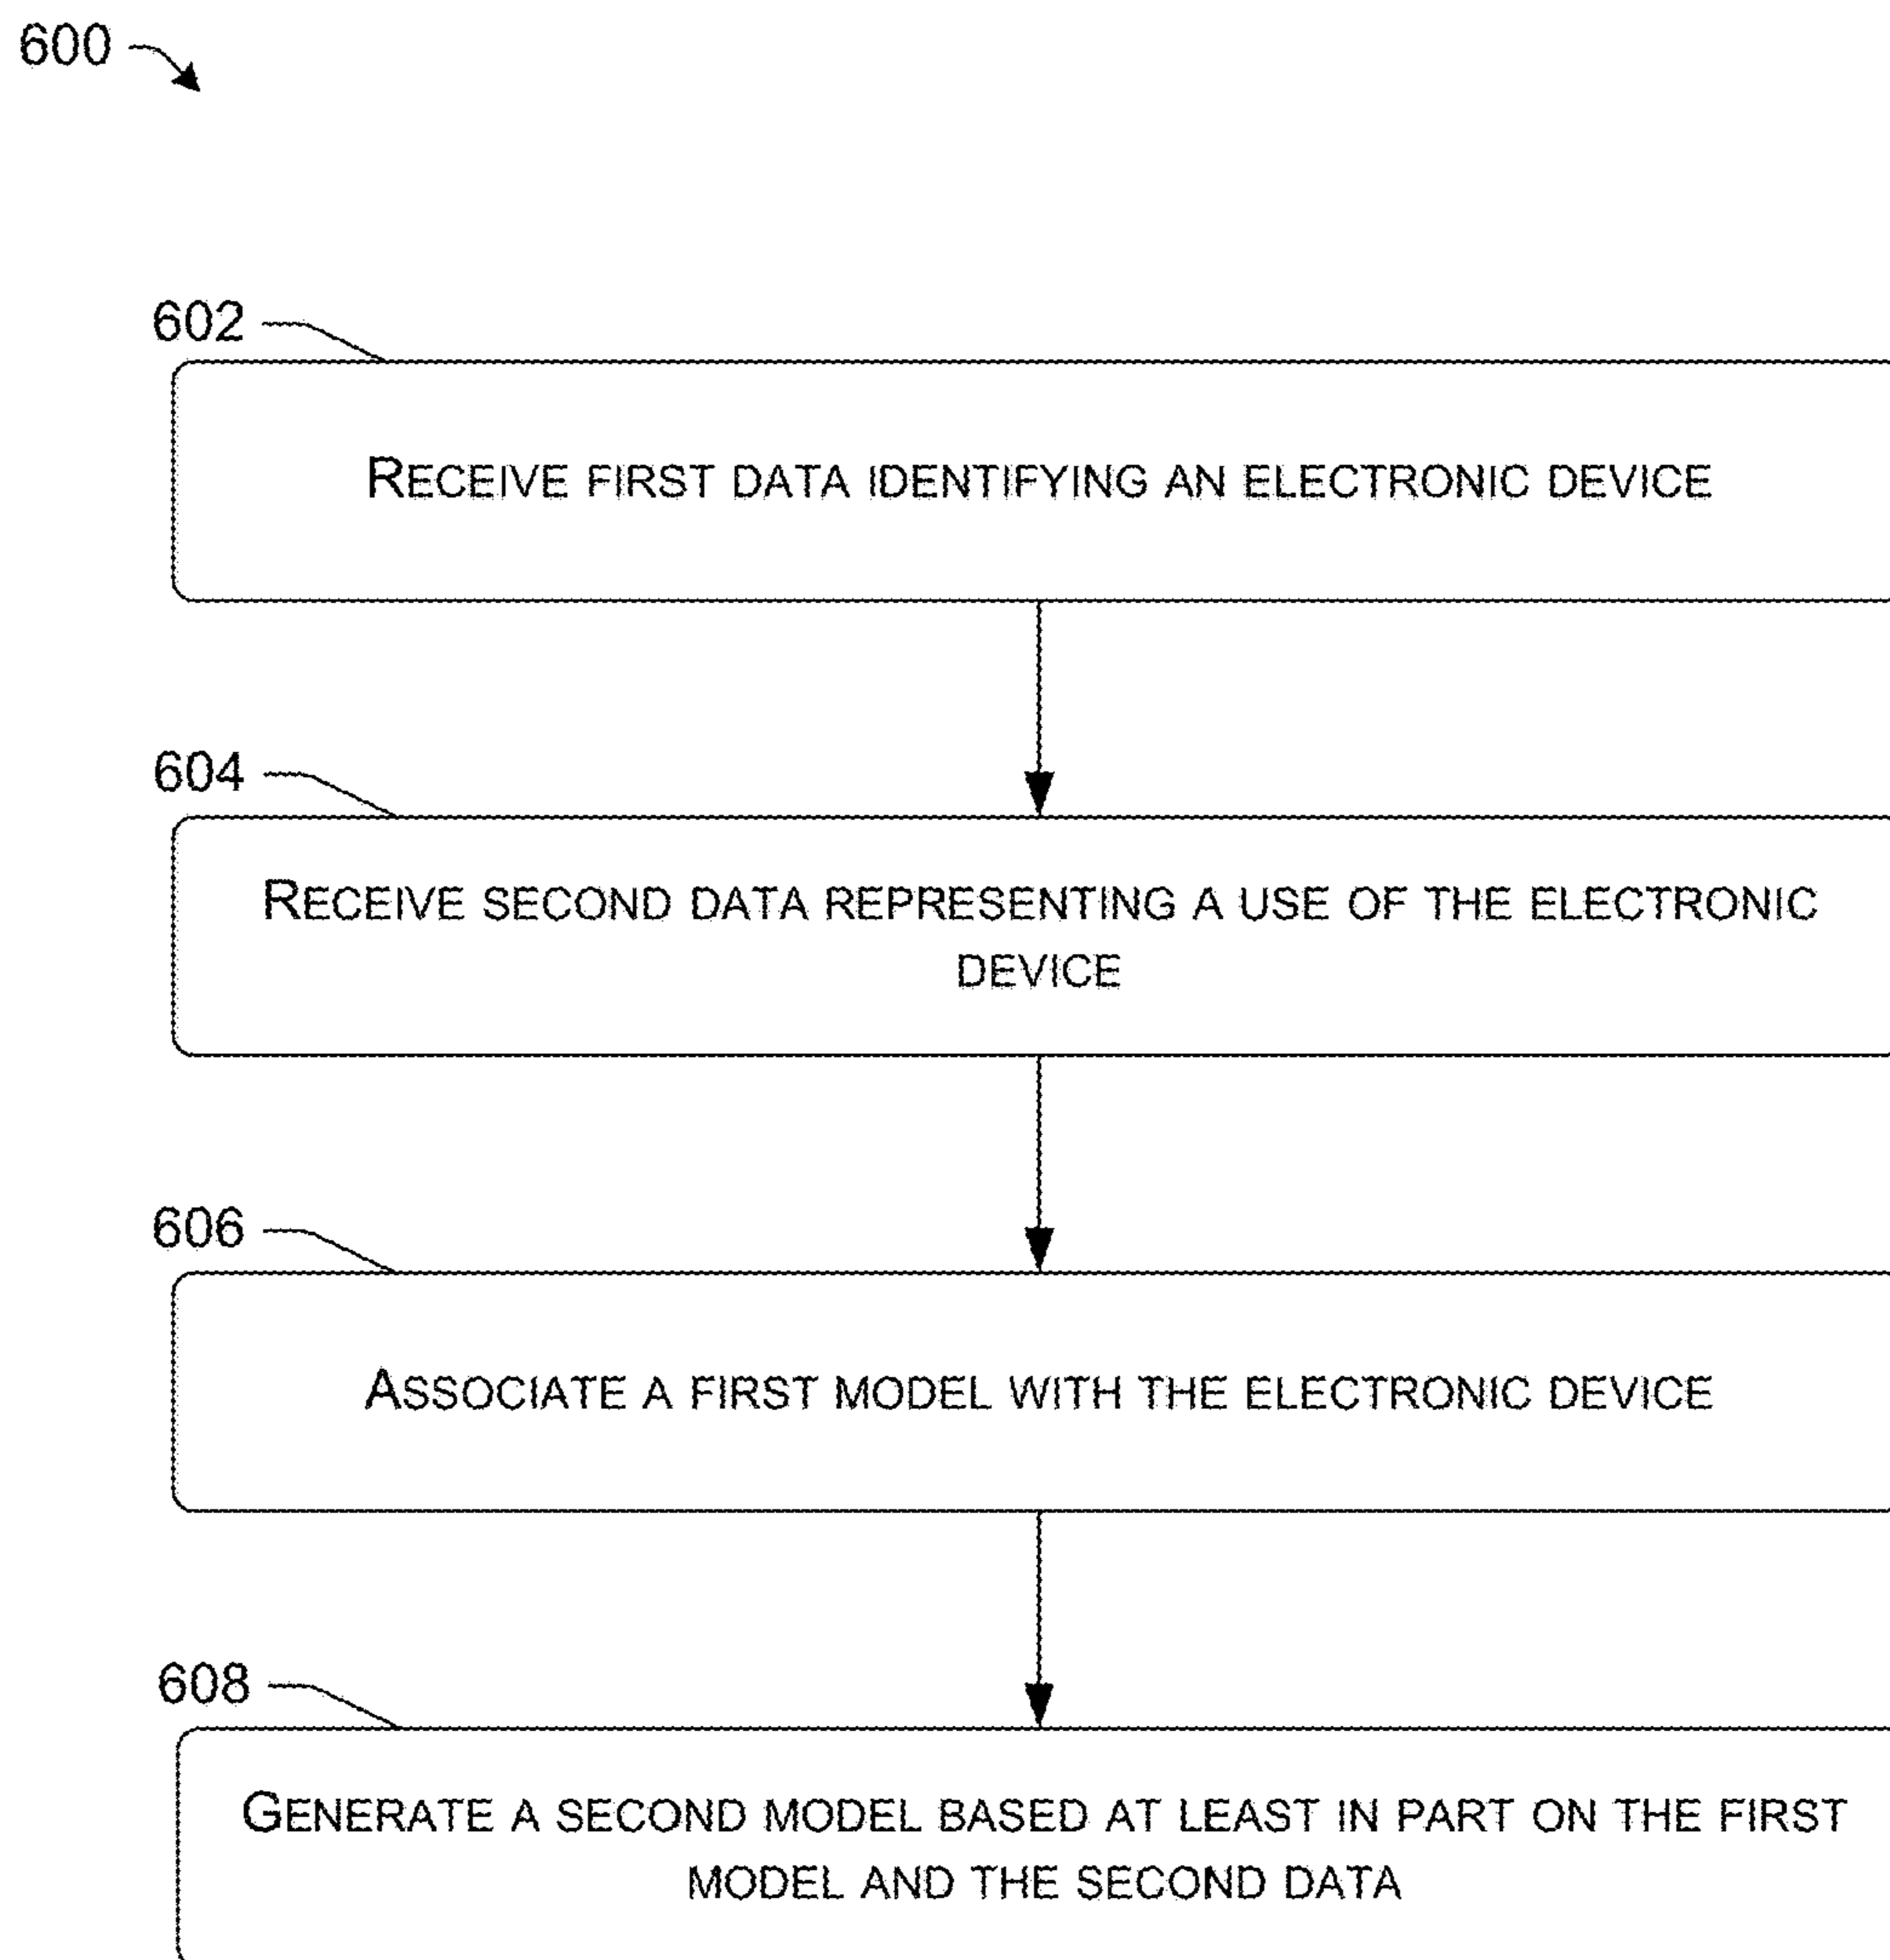 600
602
RECEIVE FIRST DATA IDENTIFYING AN ELECTRONIC DEVICE
604
RECEIVE SECOND DATA REPRESENTING A USE OF THE ELECTRONIC
DEVICE
606
ASSOCIATE A FIRST MODEL WITH THE ELECTRONIC DEVICE
608
GENERATE A SECOND MODEL BASED AT LEAST IN PART ON THE FIRST
MODEL AND THE SECOND DATA